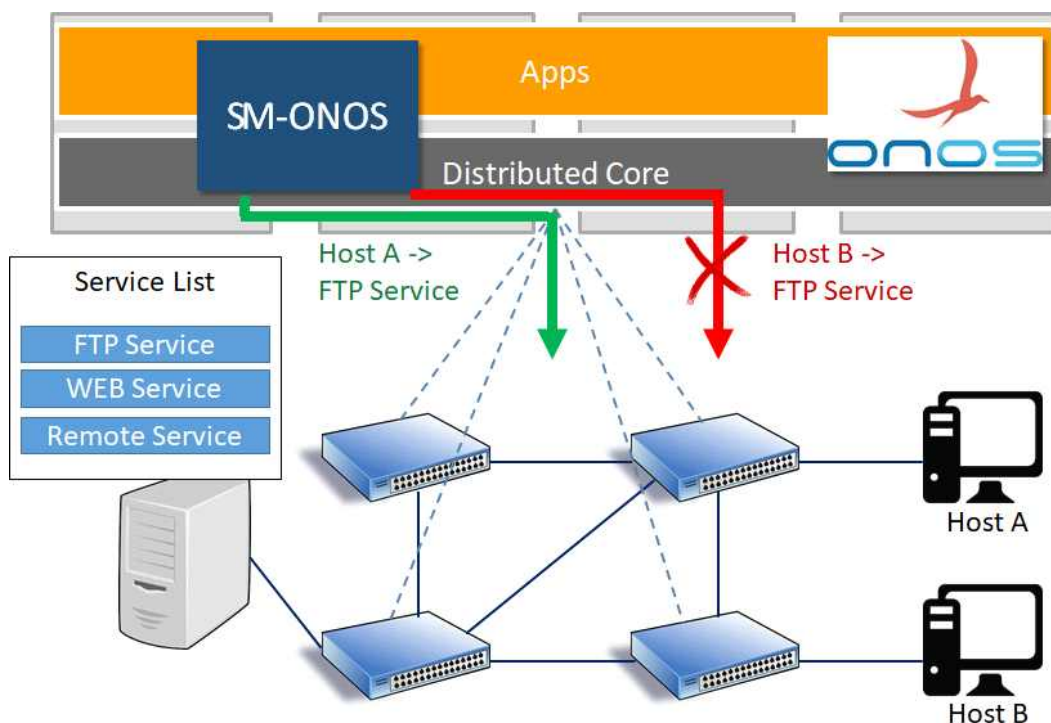 Apps
SM-ONOS
onos
Distributed Core
Host A ->
FTP Service
Host B ->
FTP Service
Service List
FTP Service
WEB Service
Remote Service
Host A
Host B